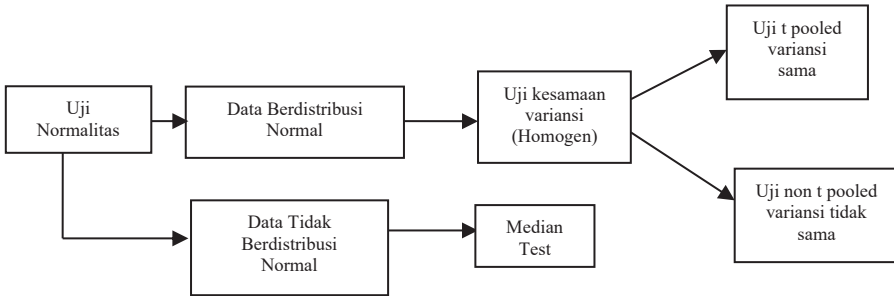 Uji
Normalitas
Data Berdistribusi
Normal
Uji kesamaan
variansi
(Homogen)
Uji t pooled
variansi
sama
Uji non t pooled
variansi tidak
sama
Data Tidak
Berdistribusi
Normal
Median
Test